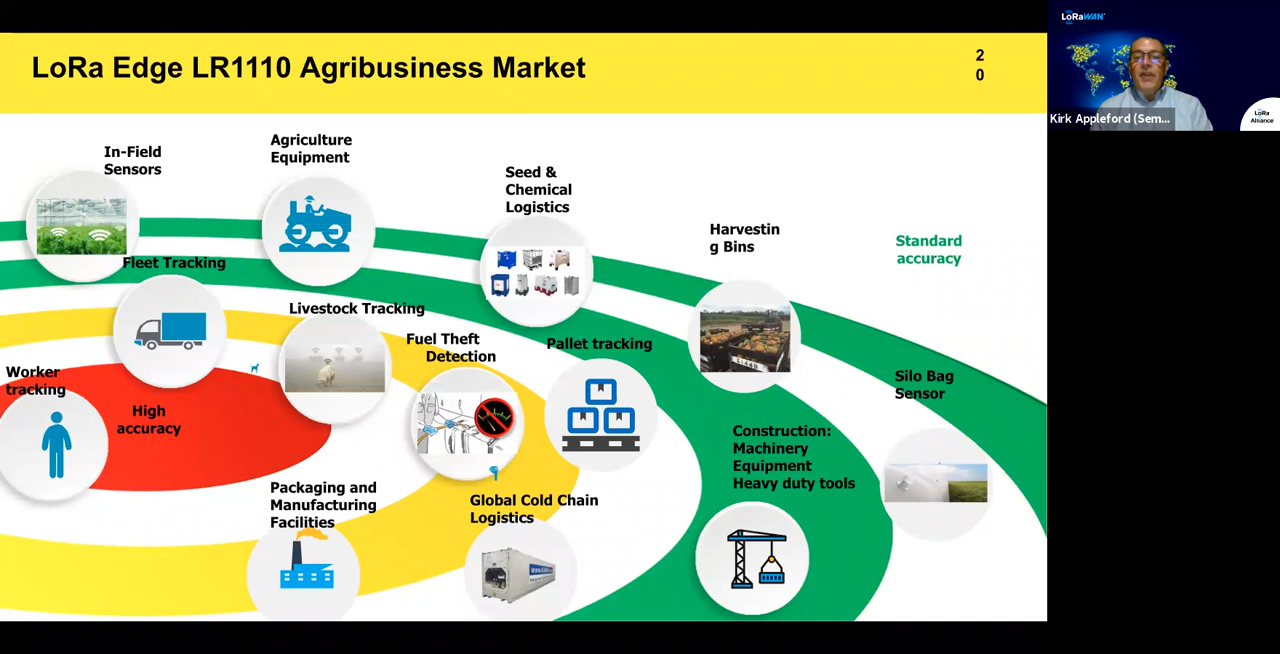 LoRa Edge LR1110 Agribusiness Market
2
0
LoRaWAN
Kirk Appleford (Sem...
LoRa
Alliance
In-Field
Sensors
Agriculture
Equipment
Seed &
Chemical
Logistics
Harvestin
g Bins
Standard
accuracy
Fleet Tracking
Livestock Tracking
Fuel Theft
Detection
Pallet tracking
Worker
tracking
High
accuracy
Silo Bag
Sensor
Construction:
Machinery
Equipment
Heavy duty tools
Packaging and
Manufacturing
Facilities
Global Cold Chain
Logistics